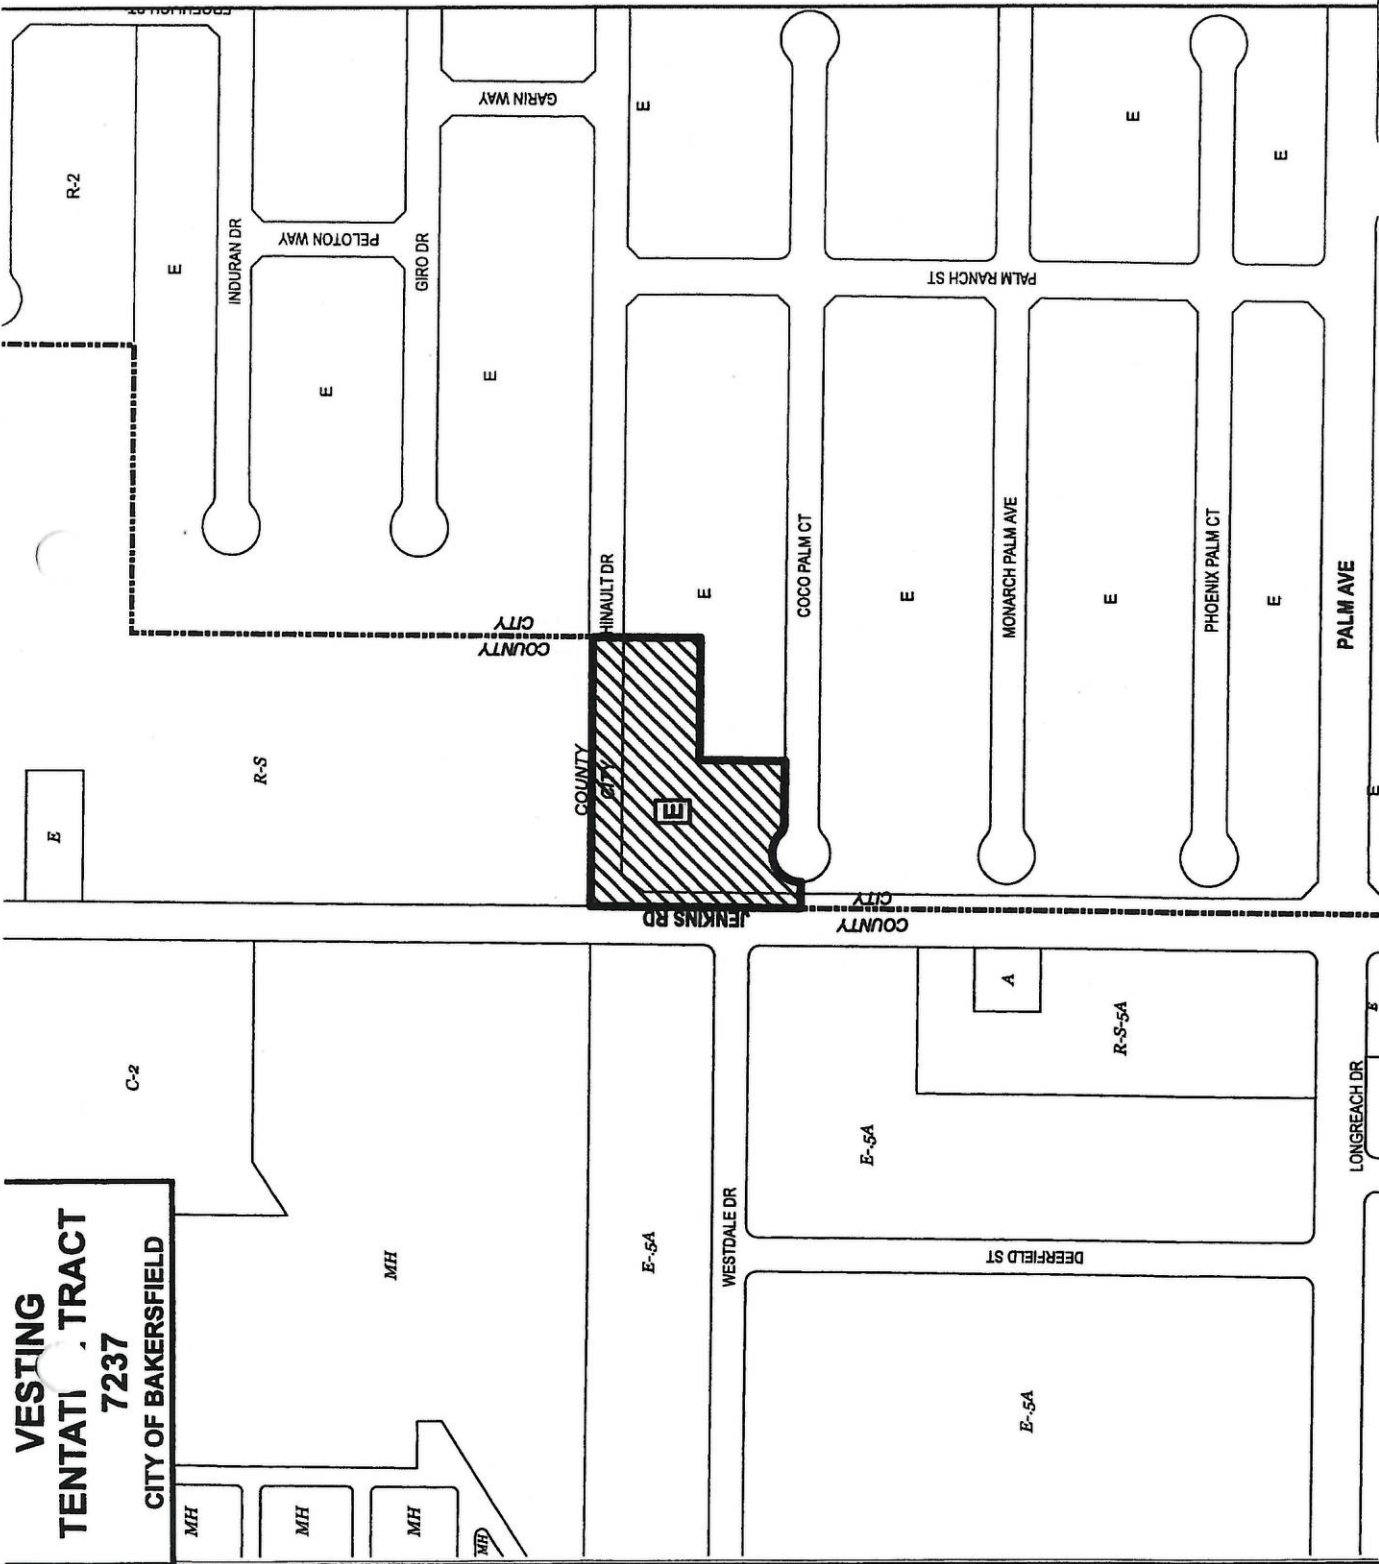 VESTING
TENTATI TRACT
7237
CITY OF BAKERSFIELD
MH
MH
MH
MH
MH
C-2
E-.5A
WESTDALE DR
E-.5A
DEERFIELD ST
E-.5A
R-S-5A
A
LONGREACH DR
E
JENKINS RD
COUNTY
CITY
E
R-S
COUNTY
CITY
E
COUNTY
CITY
HINAULT DR
E
COCO PALM CT
E
MONARCH PALM AVE
E
PHOENIX PALM CT
E
PALM AVE
E
R-2
E
INDURAN DR
PELOTON WAY
GIRO DR
E
E
GARIN WAY
E
PALM RANCH ST
E
E